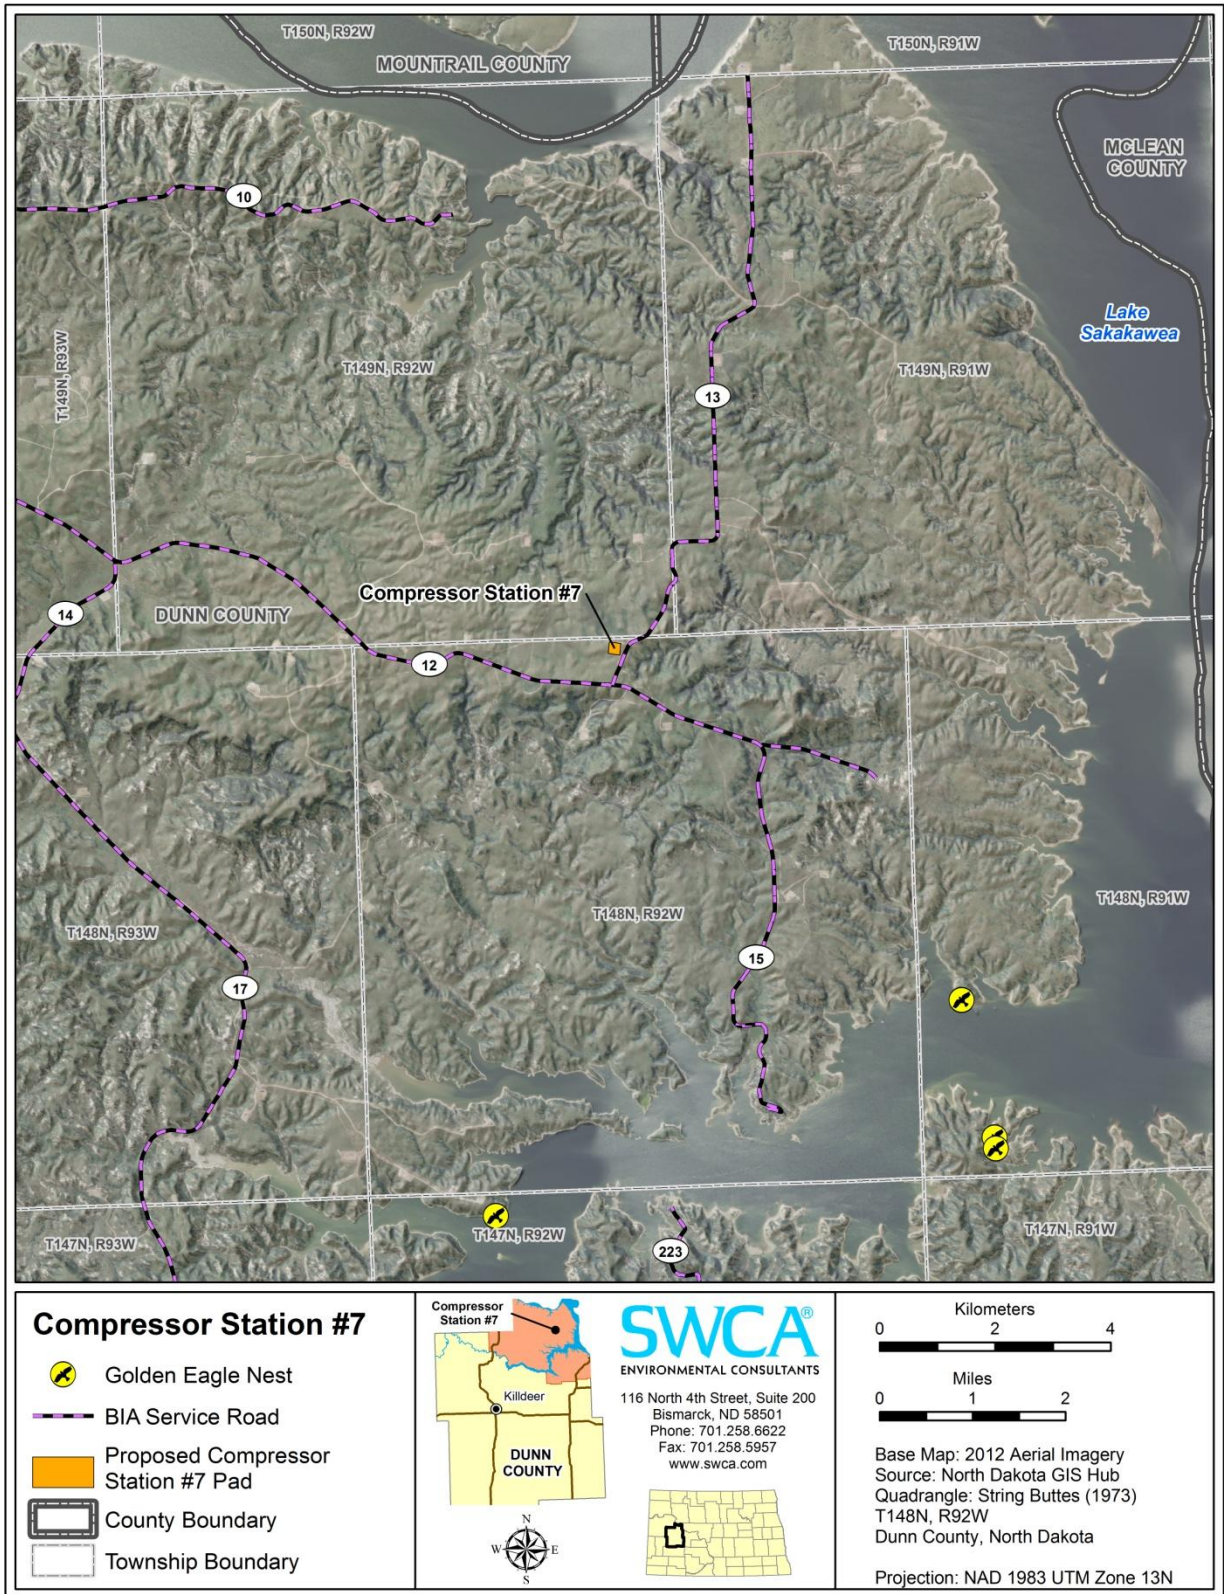 T150N, R92W
MOUNTRAIL COUNTY
T150N, R91W
MCLEAN
COUNTY
10
Lake
Sakakawea
T149N, R93W
T149N, R92W
T149N, R91W
13
Compressor Station #7
14
DUNN COUNTY
12
T148N, R93W
T148N, R92W
T148N, R91W
15
17
T147N, R93W
T147N, R92W
223
T147N, R91W
Compressor Station #7
Golden Eagle Nest
BIA Service Road
Proposed Compressor
Station #7 Pad
County Boundary
Township Boundary
Compressor
Station #7
Killdeer
DUNN
COUNTY
N
W
E
S
SWCA®
ENVIRONMENTAL CONSULTANTS
116 North 4th Street, Suite 200
Bismarck, ND 58501
Phone: 701.258.6622
Fax: 701.258.5957
www.swca.com
Kilometers
0 2 4
Miles
0 1 2
Base Map: 2012 Aerial Imagery
Source: North Dakota GIS Hub
Quadrangle: String Buttes (1973)
T148N, R92W
Dunn County, North Dakota
Projection: NAD 1983 UTM Zone 13N